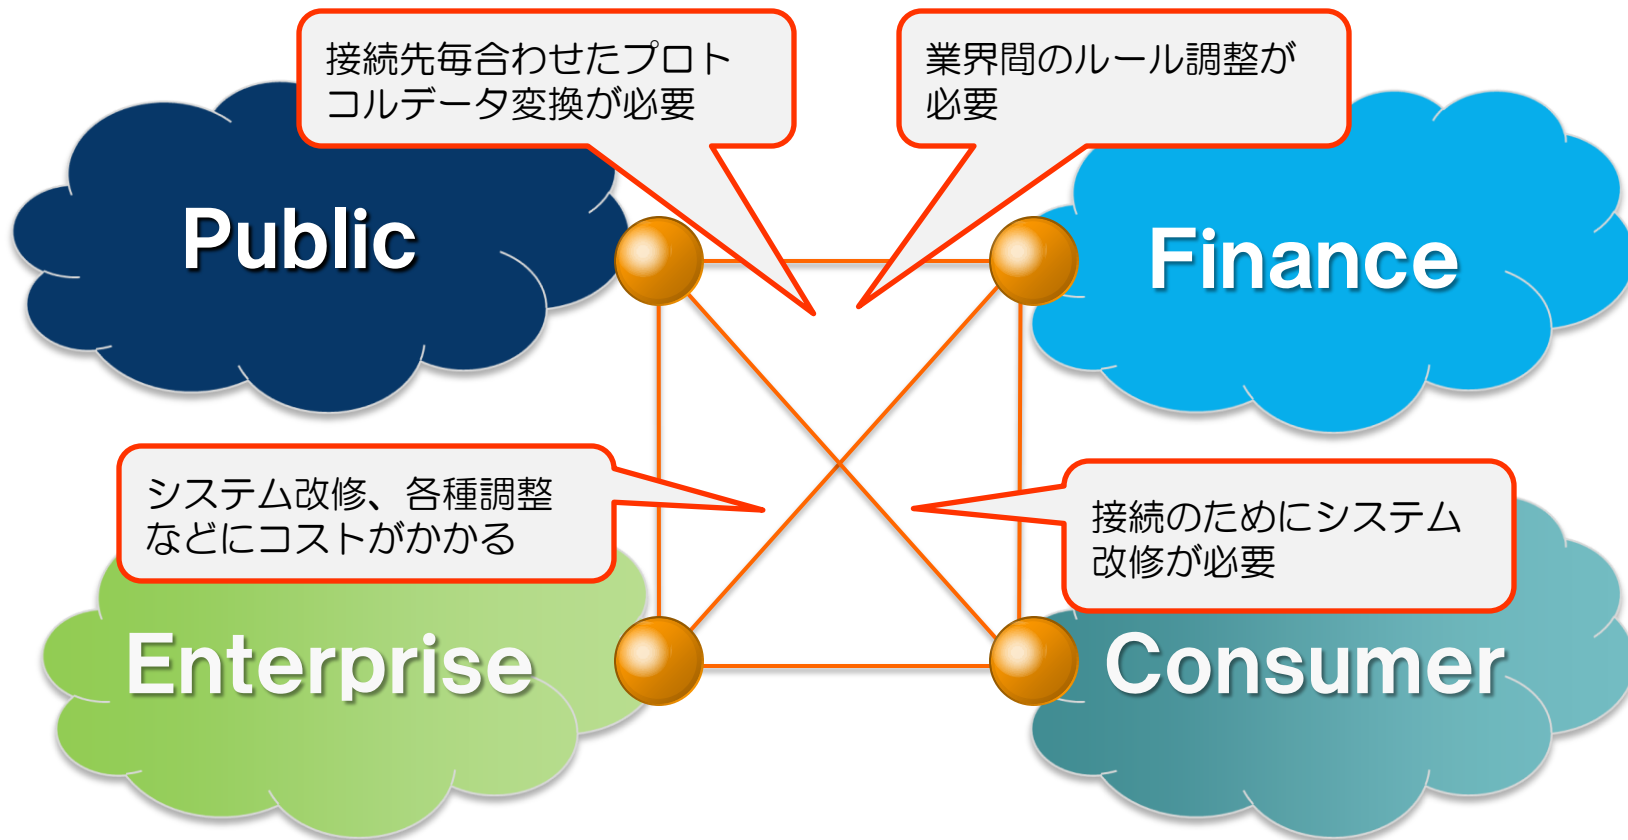 接続先毎合わせたプロト
コルデータ変換が必要
業界間のルール調整が
必要
Public
Finance
システム改修、各種調整
などにコストがかかる
接続のためにシステム
改修が必要
Enterprise
Consumer